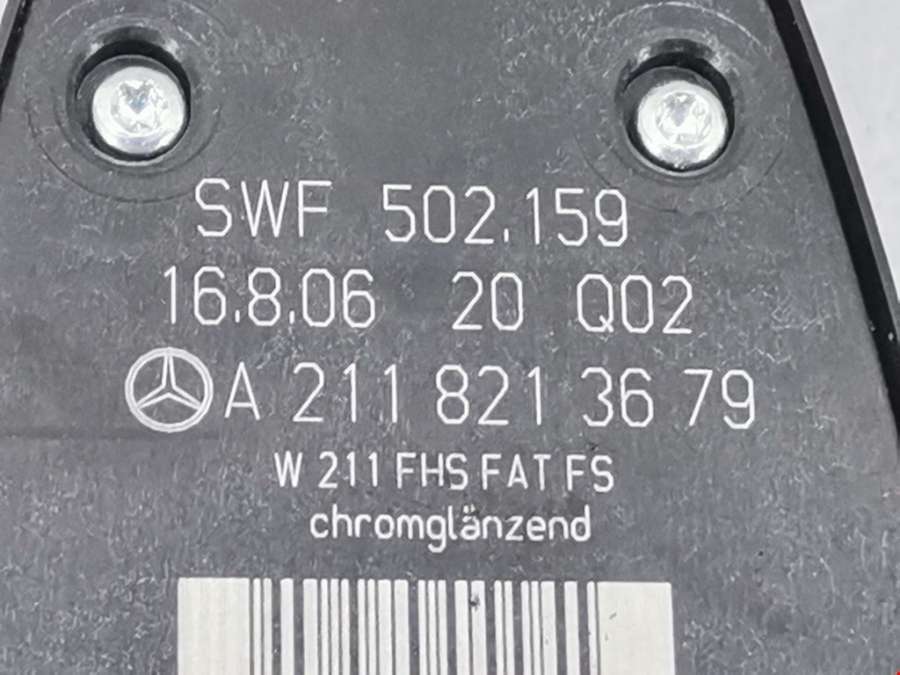 SWF 502.159
16.8.06 20 Q02
A 211 821 36 79
W 211 FHS FAT FS
chromglänzend